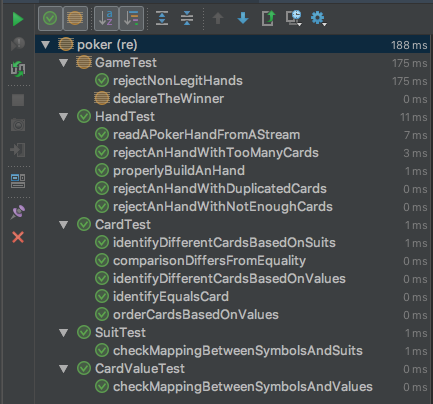 poker (re) 188 ms
GameTest 175 ms
rejectNonLegitHands 175 ms
declareTheWinner 0 ms
HandTest 11 ms
readAPokerHandFromAStream 7 ms
rejectAnHandWithTooManyCards 3 ms
properlyBuildAnHand 1 ms
rejectAnHandWithDuplicatedCards 0 ms
rejectAnHandWithNotEnoughCards 0 ms
CardTest 1 ms
identifyDifferentCardsBasedOnSuits 1 ms
comparisonDiffersFromEquality 0 ms
identifyDifferentCardsBasedOnValues 0 ms
identifyEqualsCard 0 ms
orderCardsBasedOnValues 0 ms
SuitTest 1 ms
checkMappingBetweenSymbolsAndSuits 1 ms
CardValueTest 0 ms
checkMappingBetweenSymbolsAndValues 0 ms